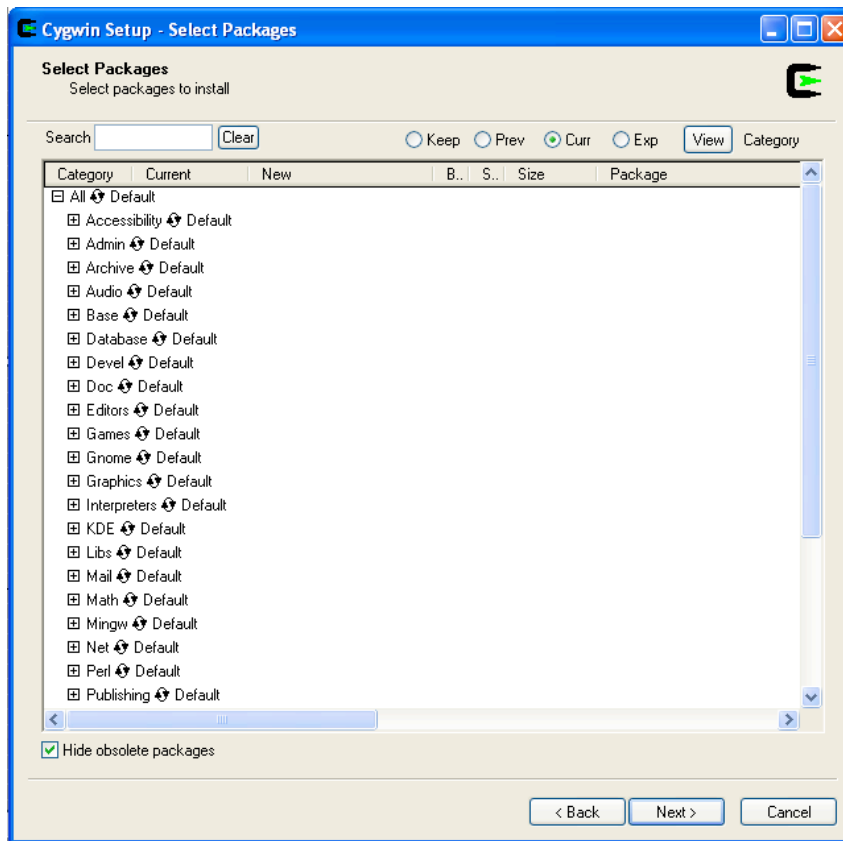 Cygwin Setup - Select Packages
Select Packages
Select packages to install
Search Clear Keep Prev Curr Exp View Category
Category Current New B.. S.. Size Package
All Default
Accessibility Default
Admin Default
Archive Default
Audio Default
Base Default
Database Default
Devel Default
Doc Default
Editors Default
Games Default
Gnome Default
Graphics Default
Interpreters Default
KDE Default
Libs Default
Mail Default
Math Default
Mingw Default
Net Default
Perl Default
Publishing Default
Hide obsolete packages
< Back Next > Cancel